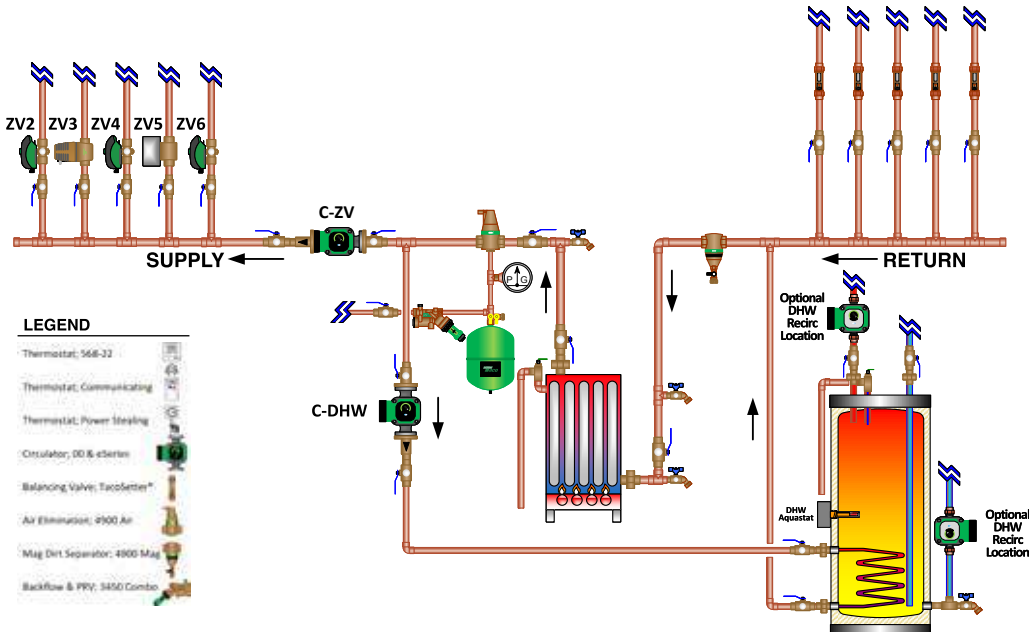 ZV2
ZV3
ZV4
ZV5
ZV6
C-ZV
SUPPLY
P G
RETURN
Optional
DHW
Recirc
Location
C-DHW
LEGEND
Thermostat; 568-22
Thermostat; Communicating
Thermostat; Power Stealing
Circulator; 00 & eSeries
Balancing Valve; TacoSetter®
Air Elimination; 4900 Air
Mag Dirt Separator; 4900 Mag
Backflow & PRV; 3450 Combo
DHW
Aquastat
Optional
DHW
Recirc
Location